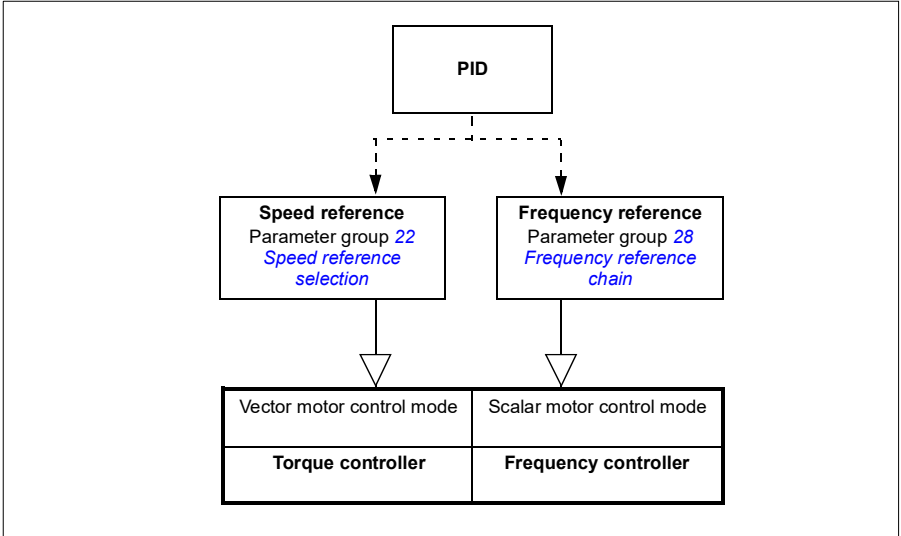 PID
Speed reference
Parameter group 22
Speed reference
selection
Frequency reference
Parameter group 28
Frequency reference
chain
Vector motor control mode
Scalar motor control mode
Torque controller
Frequency controller